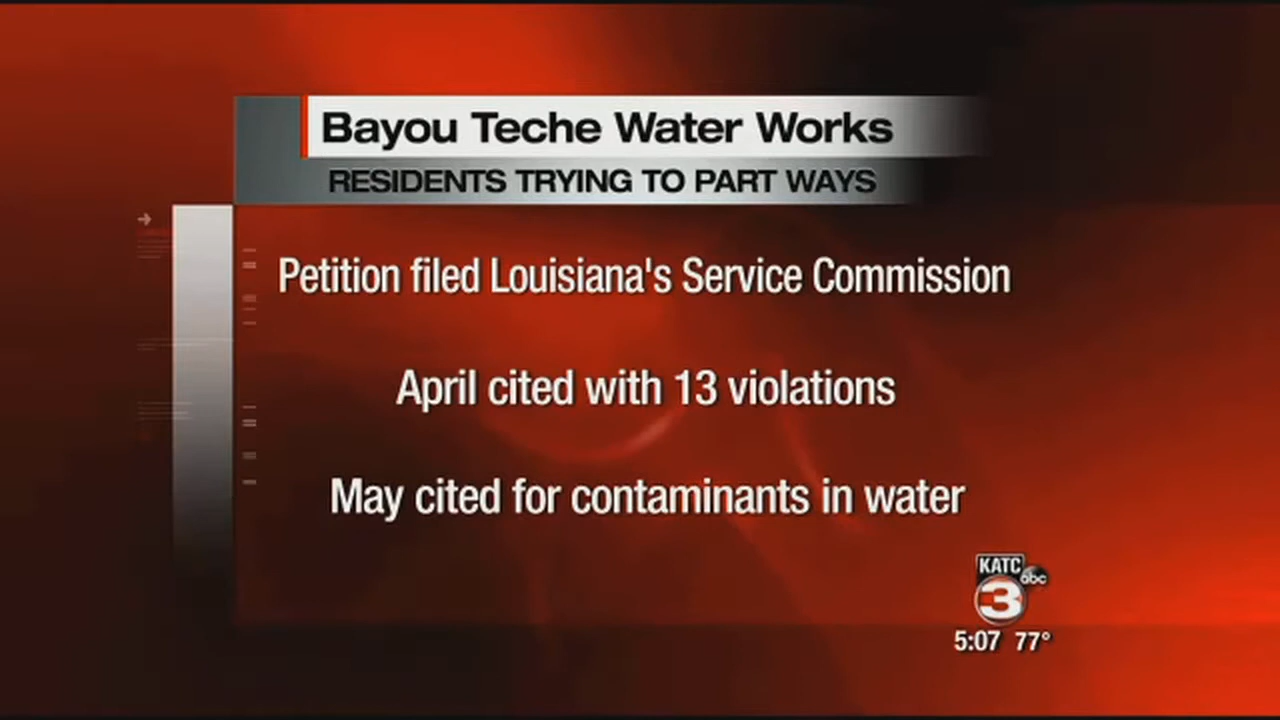 Bayou Teche Water Works
RESIDENTS TRYING TO PART WAYS
Petition filed Louisiana's Service Commission
April cited with 13 violations
May cited for contaminants in water
KATC
abc
3
5:07 77°